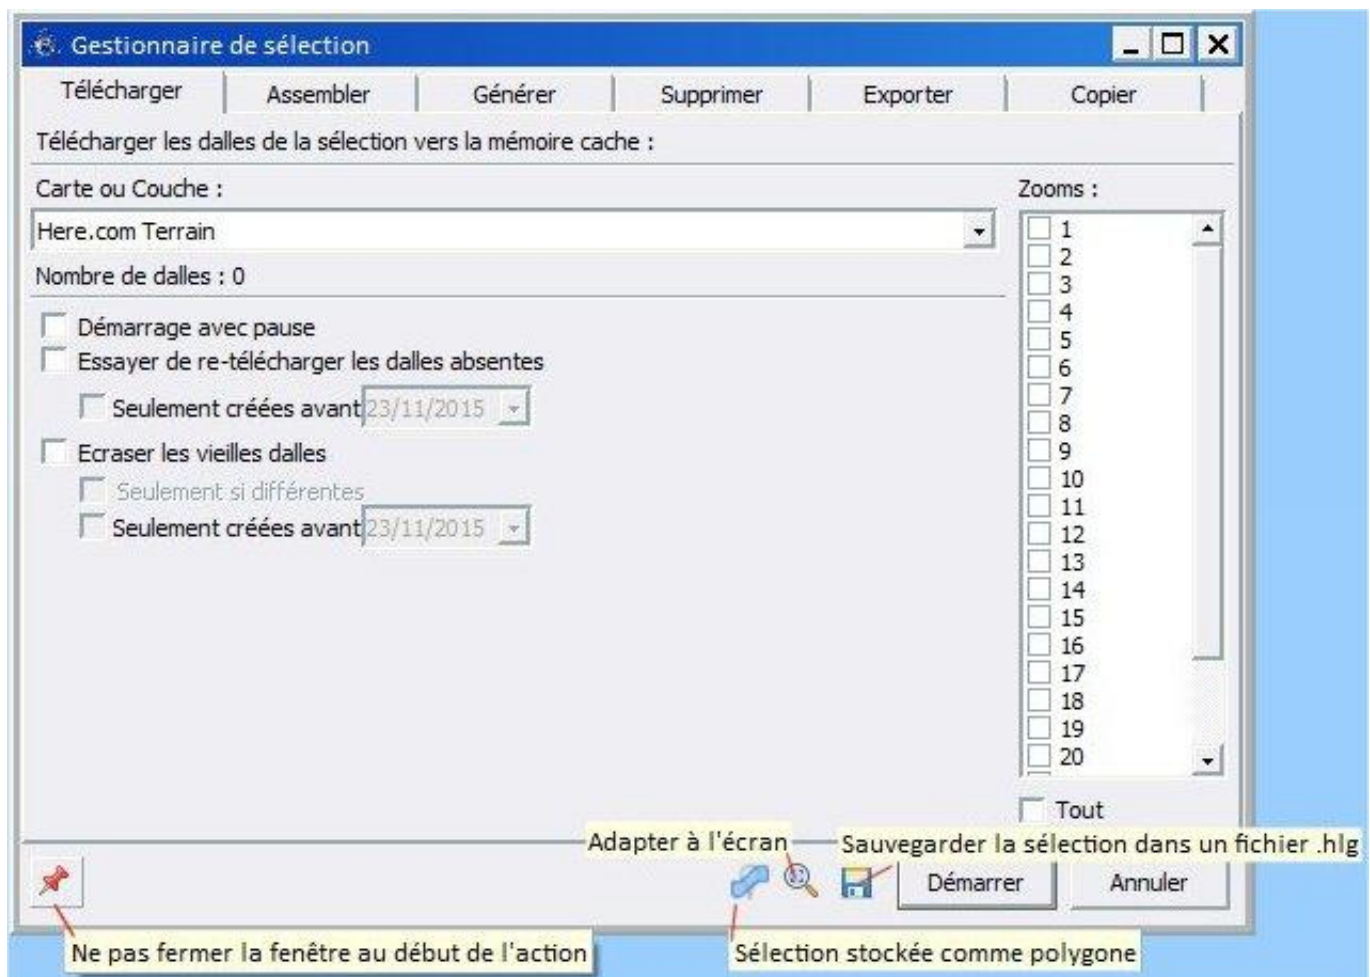 Gestionnaire de sélection
Télécharger Assembler Générer Supprimer Exporter Copier
Télécharger les dalles de la sélection vers la mémoire cache :
Carte ou Couche :
Here.com Terrain
Nombre de dalles : 0
Démarrage avec pause
Essayer de re-télécharger les dalles absentes
Seulement créées avant 23/11/2015
Ecraser les vieilles dalles
Seulement si différentes
Seulement créées avant 23/11/2015
Zooms :
1
2
3
4
5
6
7
8
9
10
11
12
13
14
15
16
17
18
19
20
Tout
Adapter à l'écran
Sauvegarder la sélection dans un fichier .hlg
Démarrer Annuler
Ne pas fermer la fenêtre au début de l'action
Sélection stockée comme polygone